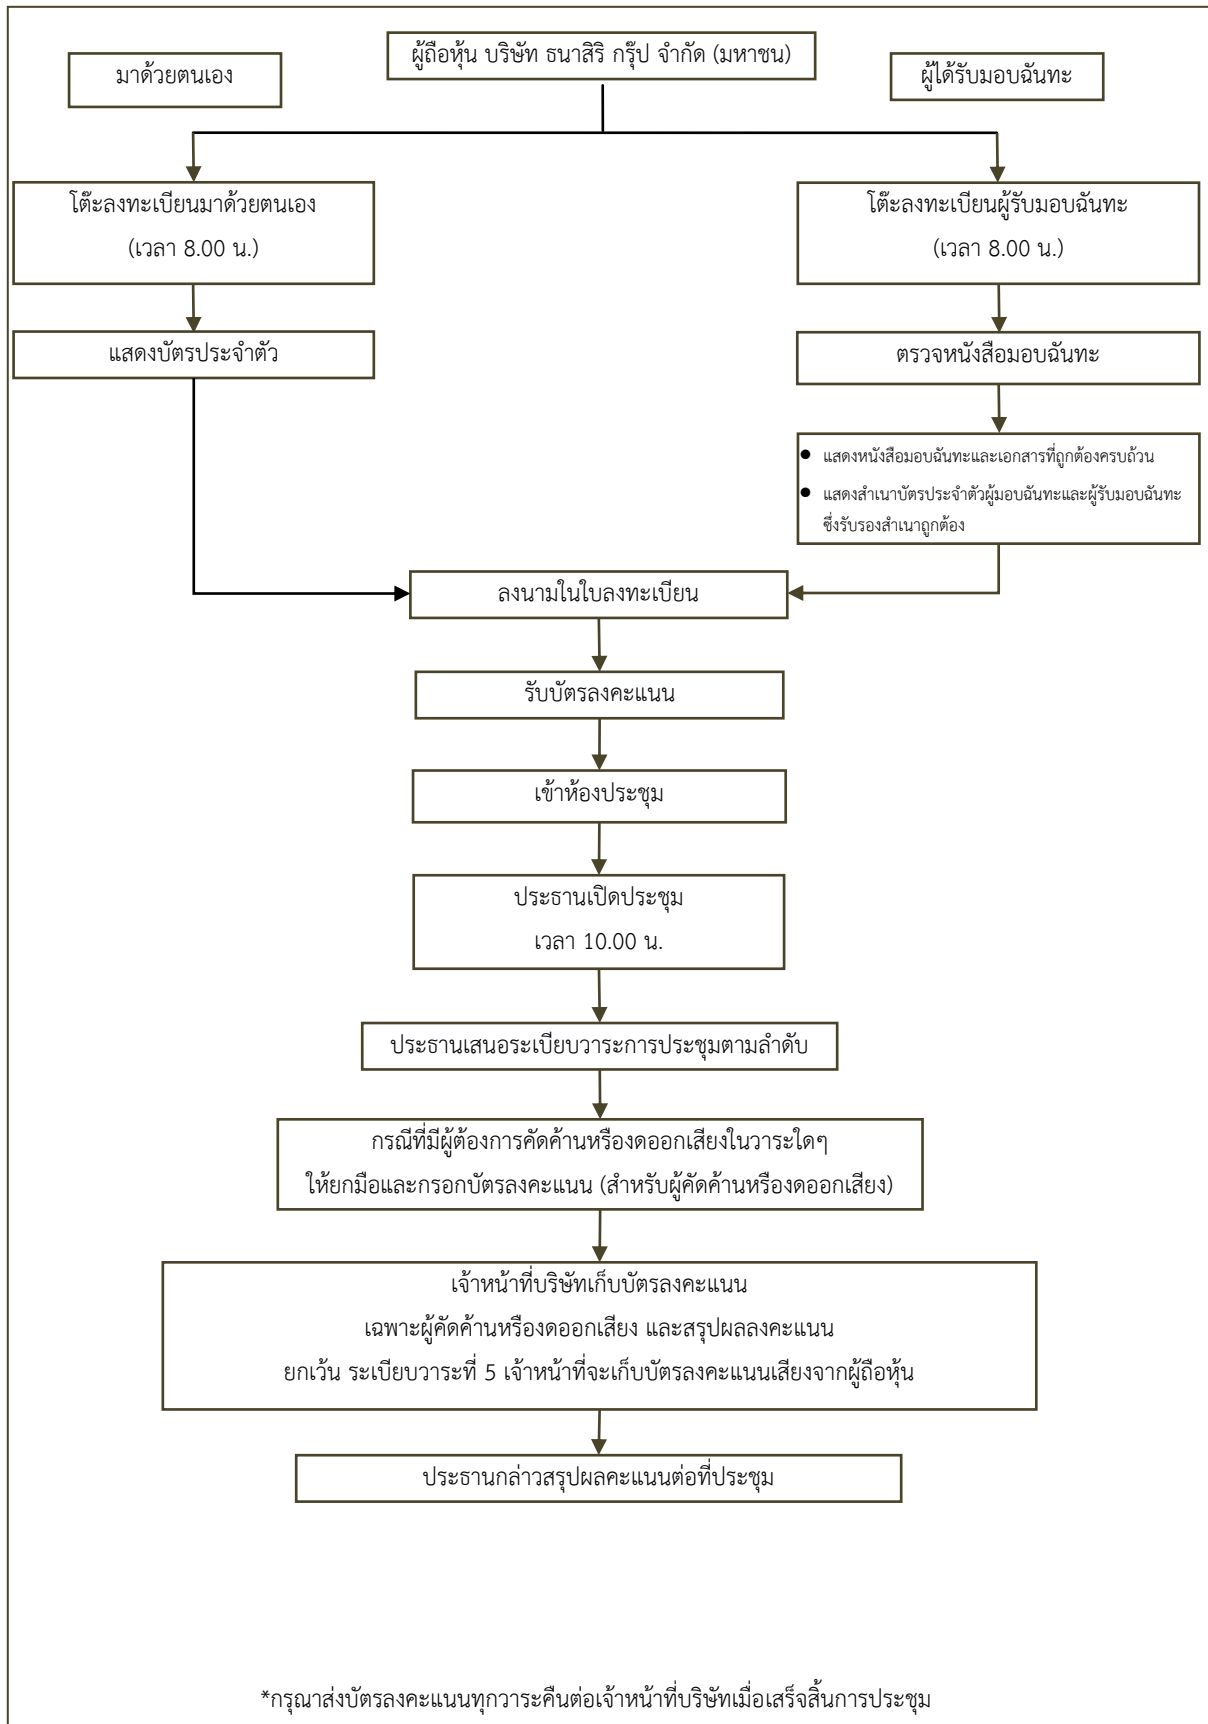 ผู้ถือหุ้น บริษัท ธนาสิริ กรุ๊ป จำกัด (มหาชน)
มาด้วยตนเอง
ผู้ได้รับมอบฉันทะ
โต๊ะลงทะเบียนมาด้วยตนเอง
(เวลา 8.00 น.)
โต๊ะลงทะเบียนผู้รับมอบฉันทะ
(เวลา 8.00 น.)
แสดงบัตรประจำตัว
ตรวจหนังสือมอบฉันทะ
● แสดงหนังสือมอบฉันทะและเอกสารที่ถูกต้องครบถ้วน
● แสดงสำเนาบัตรประจำตัวผู้มอบฉันทะและผู้รับมอบฉันทะ
ซึ่งรับรองสำเนาถูกต้อง
ลงนามในใบลงทะเบียน
รับบัตรลงคะแนน
เข้าห้องประชุม
ประธานเปิดประชุม
เวลา 10.00 น.
ประธานเสนอระเบียบวาระการประชุมตามลำดับ
กรณีที่มีผู้ต้องการคัดค้านหรืองดออกเสียงในวาระใดๆ
ให้ยกมือและกรอกบัตรลงคะแนน (สำหรับผู้คัดค้านหรืองดออกเสียง)
เจ้าหน้าที่บริษัทเก็บบัตรลงคะแนน
เฉพาะผู้คัดค้านหรืองดออกเสียง และสรุปผลลงคะแนน
ยกเว้น ระเบียบวาระที่ 5 เจ้าหน้าที่จะเก็บบัตรลงคะแนนเสียงจากผู้ถือหุ้น
ประธานกล่าวสรุปผลคะแนนต่อที่ประชุม
*กรุณาส่งบัตรลงคะแนนทุกวาระคืนต่อเจ้าหน้าที่บริษัทเมื่อเสร็จสิ้นการประชุม